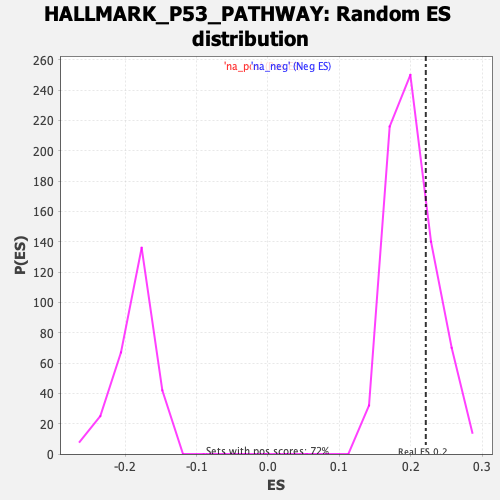 HALLMARK_P53_PATHWAY: Random ES
distribution
'na_p 'na_neg' (Neg ES)
260
240
220
200
180
160
140
120
100
80
60
40
20
0
P(ES)
Sets with pos scores: 72%
Real ES 0.2
-0.2 -0.1 0.0 0.1 0.2 0.3
ES